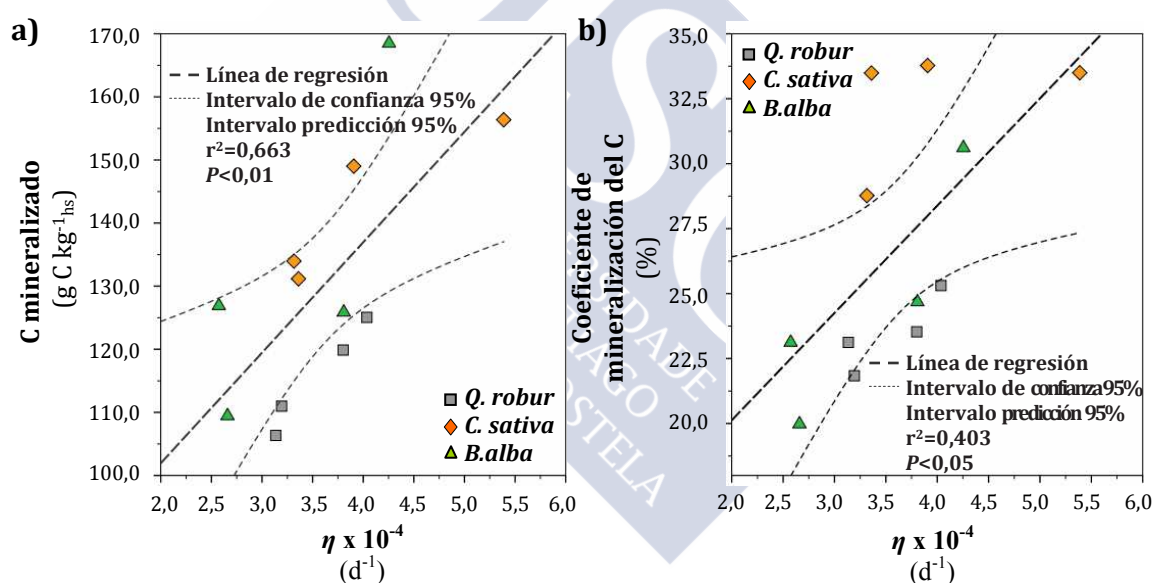 a)
170,0
160,0
150,0
140,0
130,0
120,0
110,0
100,0
C mineralizado
(g C kg-1hs)
Línea de regresión
Intervalo de confianza 95%
Intervalo predicción 95%
r²=0,663
P<0,01
Q. robur
C. sativa
B.alba
2,0 2,5 3,0 3,5 4,0 4,5 5,0 5,5 6,0
η x 10-4
(d-1)
b)
35,0
32,5
30,0
27,5
25,0
22,5
20,0
Coeficiente de
mineralización del C
(%)
Q. robur
C. sativa
B.alba
Línea de regresión
Intervalo de confianza 95%
Intervalo predicción 95%
r²=0,403
P<0,05
2,0 2,5 3,0 3,5 4,0 4,5 5,0 5,5 6,0
η x 10-4
(d-1)